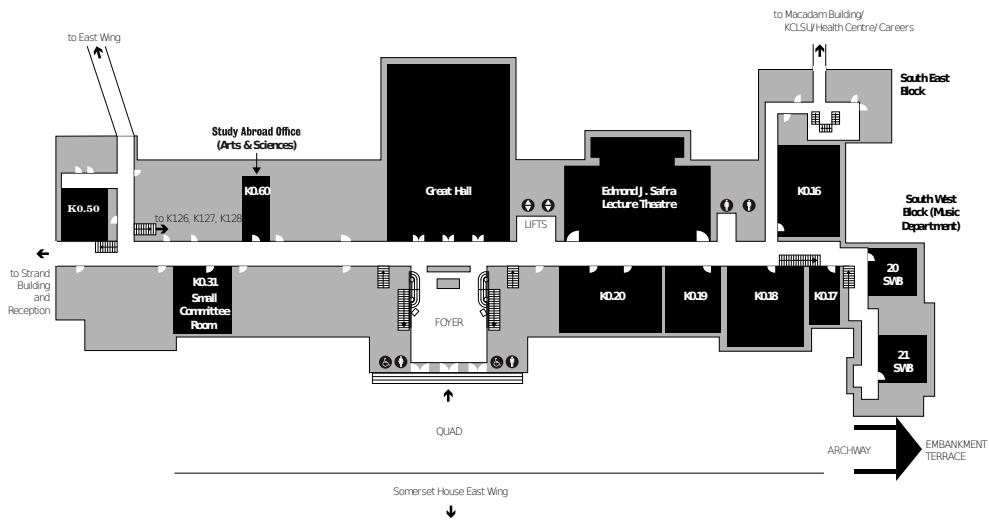 to Macadam Building/
KCLSU/Health Centre/Careers
to East Wing
South East
Block
Study Abroad Office
(Arts & Sciences)
K0.60
Great Hall
Edmond J. Safra
Lecture Theatre
K0.16
K0.50
South West
Block (Music
Department)
to K126, K127, K128
LIFTS
to Strand
Building
and
Reception
K0.31
Small
Committee
Room
FOYER
K0.20
K0.19
K0.18
K0.17
20
SWB
21
SWB
QUAD
ARCHWAY
EMBANKMENT
TERRACE
Somerset House East Wing